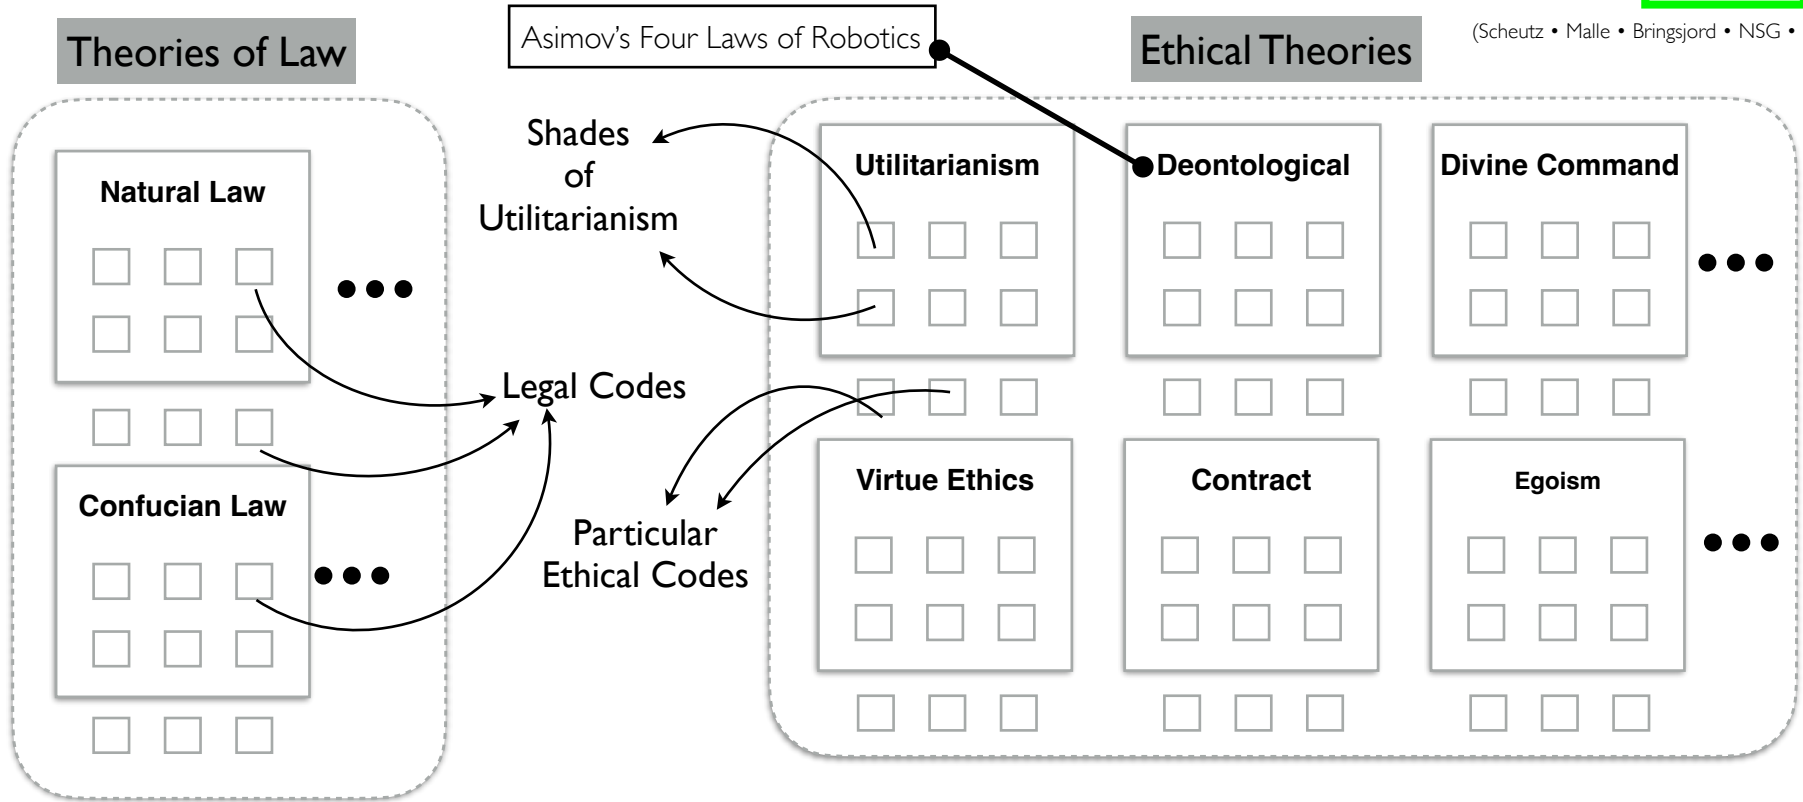 Theories of Law
Asimov's Four Laws of Robotics
Ethical Theories
(Scheutz • Malle • Bringsjord • NSG •
Natural Law
Confucian Law
Shades
of
Utilitarianism
Legal Codes
Particular
Ethical Codes
Utilitarianism
Deontological
Divine Command
Virtue Ethics
Contract
Egoism